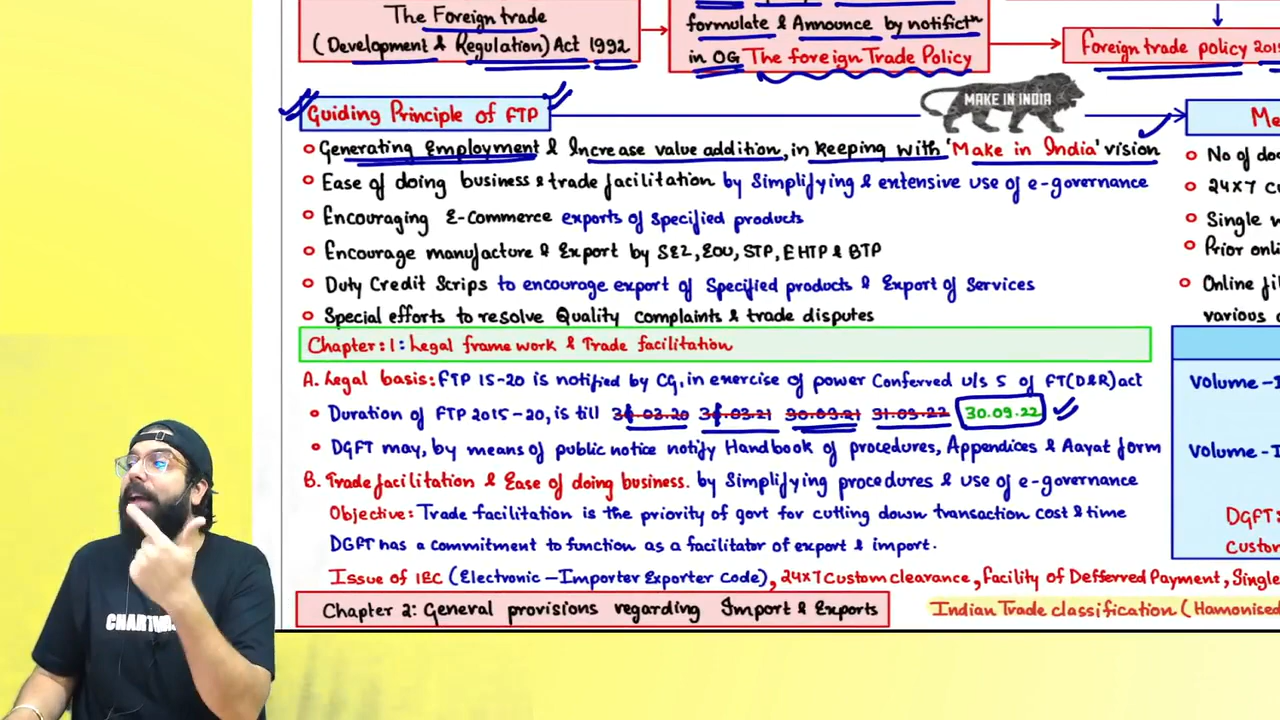 The Foreign trade
(Development & Regulation) Act 1992
formulate & Announce by notifictn
in OG The foreign Trade Policy
Foreign trade policy 201
Guiding Principle of FTP
MAKE IN INDIA
Me
Generating Employment & Increase value addition, in keeping with 'Make in India' vision
Ease of doing business & trade facilitation by Simplifying & extensive use of e-governance
Encouraging E-Commerce exports of specified products
Encourage manufacture & Export by SEZ, EOU, STP, EHTP & BTP
Duty Credit Scrips to encourage export of Specified products & Export of Services
Special efforts to resolve Quality complaints & trade disputes
No of do
24X7 Cu
Single w
Prior onli
Online fil
various
Chapter:1: Legal frame work & Trade facilitation
A. Legal basis: FTP 15-20 is notified by CG, in exercise of power Conferred u/s 5 of FT(D&R) act
Duration of FTP 2015-20, is till 31.03.20 31.03.21 30.09.21 31.03.22 30.09.22
DGFT may, by means of public notice notify Handbook of procedures, Appendices & Aayat form
B. Trade facilitation & Ease of doing business. by Simplifying procedures & use of e-governance
Objective: Trade facilitation is the priority of govt for cutting down transaction cost & time
DGFT has a commitment to function as a facilitator of export & import.
Issue of IEC (Electronic-Importer Exporter Code), 24x7 Custom clearance, Facility of Defferred Payment, Single
Volume-I
Volume-I
DGFT:
Custom
Chapter 2: General provisions regarding Import & Exports
Indian Trade classification (Hamonised